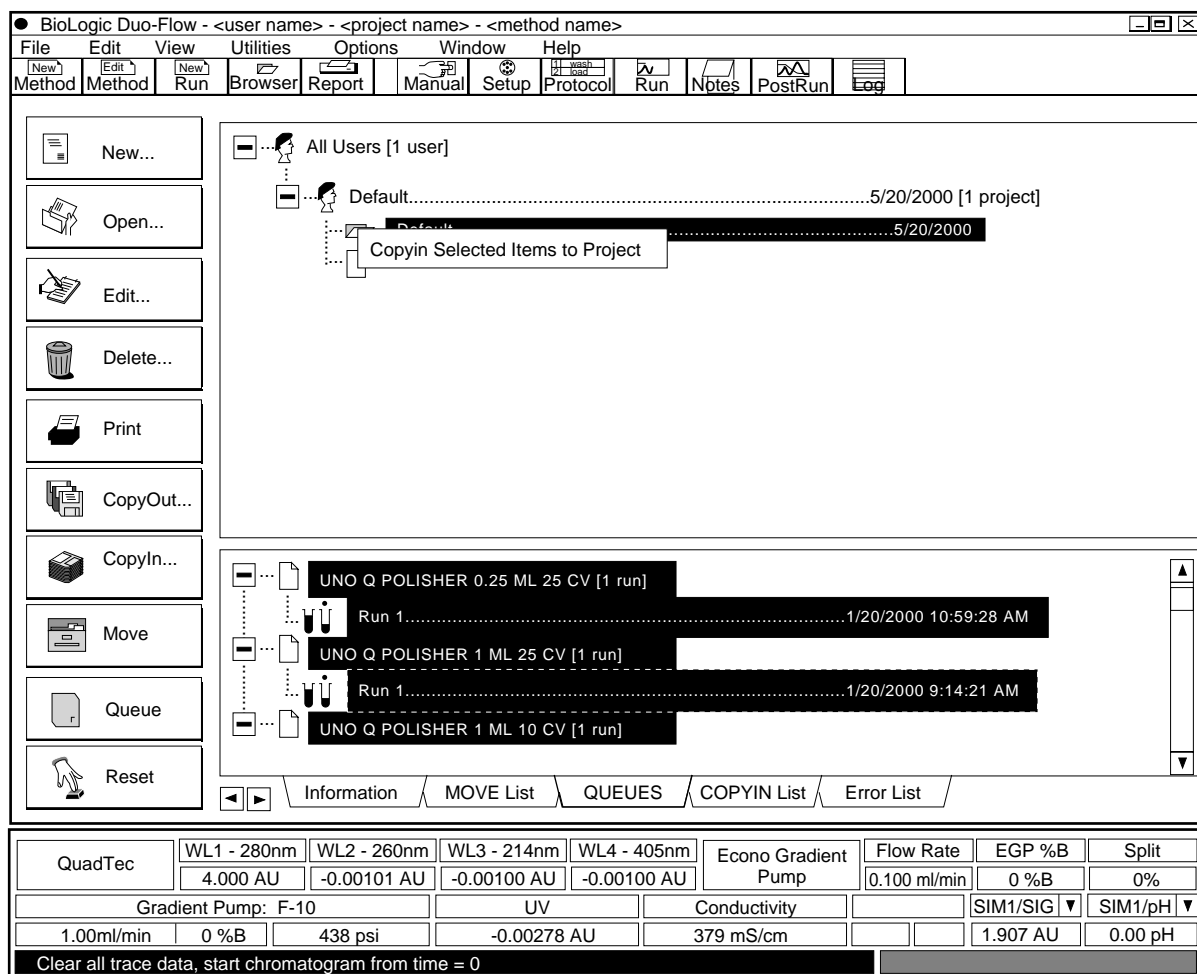 BioLogic Duo-Flow - <user name> - <project name> - <method name>
File Edit View Utilities Options Window Help
New Method
Edit Method
New Run
Browser
Report
Manual
Setup
1 wash
2 load
Protocol
Run
Notes
PostRun
Log
New...
Open...
Edit...
Delete...
Print
CopyOut...
CopyIn...
Move
Queue
r
Reset
All Users [1 user]
Default..........................................................................................5/20/2000 [1 project]
Default..........................................................................................5/20/2000
Copyin Selected Items to Project
UNO Q POLISHER 0.25 ML 25 CV [1 run]
Run 1.................................................................................1/20/2000 10:59:28 AM
UNO Q POLISHER 1 ML 25 CV [1 run]
Run 1.................................................................................1/20/2000 9:14:21 AM
UNO Q POLISHER 1 ML 10 CV [1 run]
Information MOVE List QUEUES COPYIN List Error List
QuadTec
WL1 - 280nm WL2 - 260nm WL3 - 214nm WL4 - 405nm
4.000 AU -0.00101 AU -0.00100 AU -0.00100 AU
Econo Gradient
Pump
Flow Rate EGP %B Split
0.100 ml/min 0 %B 0%
Gradient Pump: F-10 UV Conductivity SIM1/SIG SIM1/pH
1.00ml/min 0 %B 438 psi -0.00278 AU 379 mS/cm 1.907 AU 0.00 pH
Clear all trace data, start chromatogram from time = 0